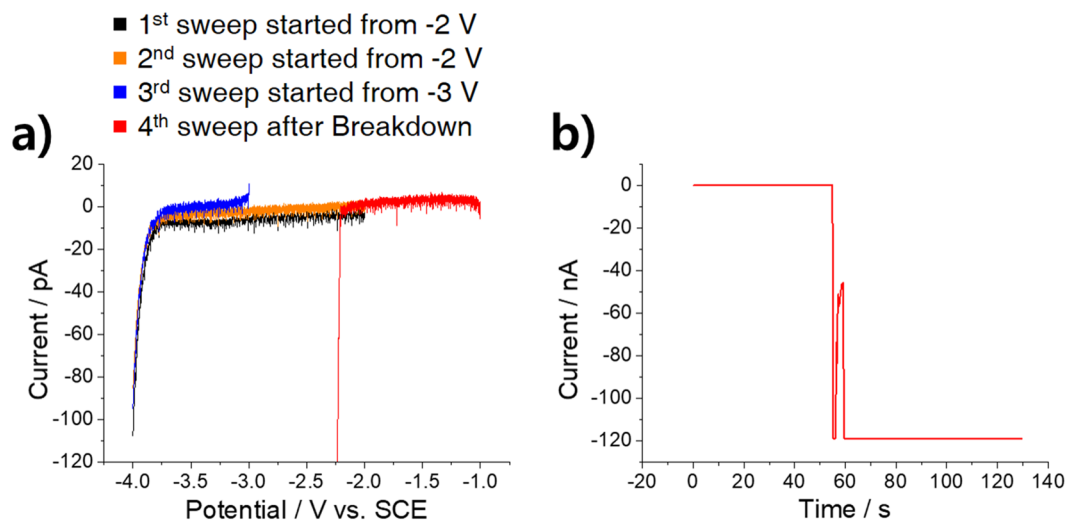 1st sweep started from -2 V
2nd sweep started from -2 V
3rd sweep started from -3 V
4th sweep after Breakdown
a)
20
0
-20
-40
-60
-80
-100
-120
Current / pA
-4.0 -3.5 -3.0 -2.5 -2.0 -1.5 -1.0
Potential / V vs. SCE
b)
0
-20
-40
-60
-80
-100
-120
Current / nA
-20 0 20 40 60 80 100 120 140
Time / s